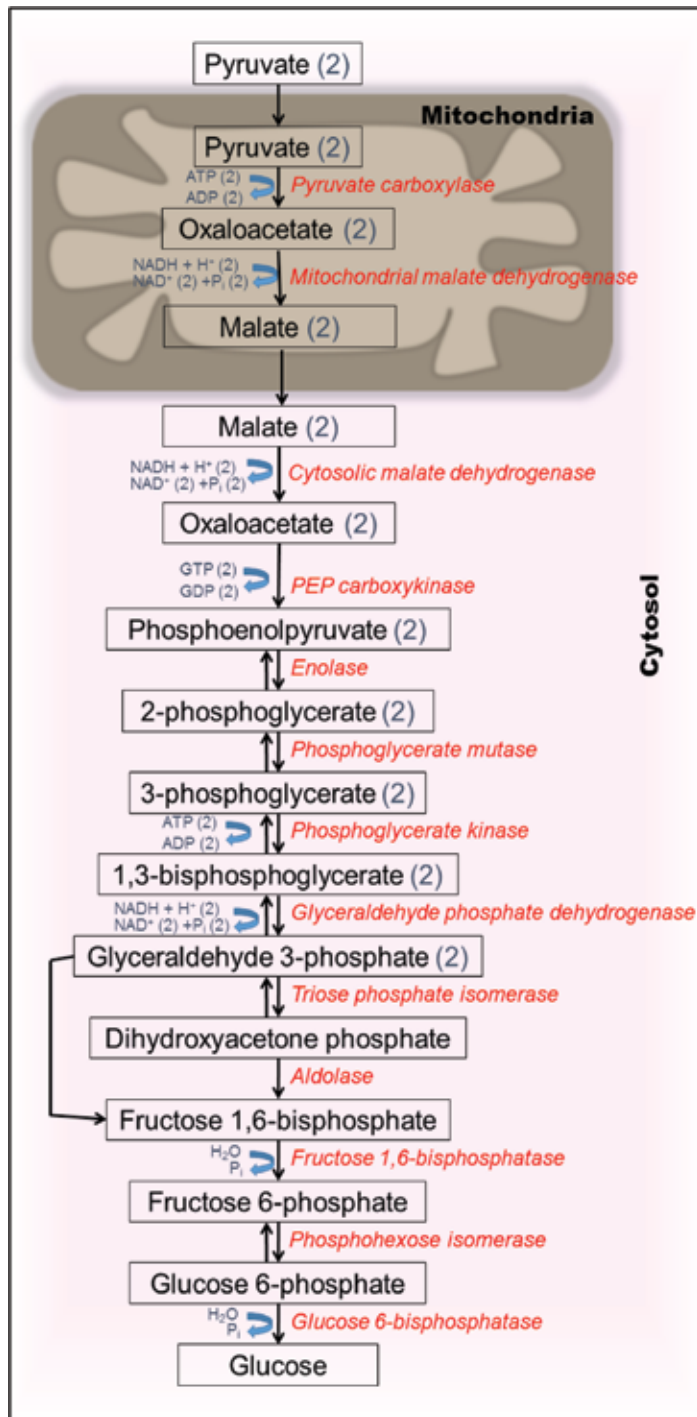 Pyruvate (2)
Mitochondria
Pyruvate (2)
ATP (2)
ADP (2)
Pyruvate carboxylase
Oxaloacetate (2)
NADH + H⁺ (2)
NAD⁺ (2) +Pᵢ (2)
Mitochondrial malate dehydrogenase
Malate (2)
Malate (2)
NADH + H⁺ (2)
NAD⁺ (2) +Pᵢ (2)
Cytosolic malate dehydrogenase
Oxaloacetate (2)
GTP (2)
GDP (2)
PEP carboxykinase
Cytosol
Phosphoenolpyruvate (2)
Enolase
2-phosphoglycerate (2)
Phosphoglycerate mutase
3-phosphoglycerate (2)
ATP (2)
ADP (2)
Phosphoglycerate kinase
1,3-bisphosphoglycerate (2)
NADH + H⁺ (2)
NAD⁺ (2) +Pᵢ (2)
Glyceraldehyde phosphate dehydrogenase
Glyceraldehyde 3-phosphate (2)
Triose phosphate isomerase
Dihydroxyacetone phosphate
Aldolase
Fructose 1,6-bisphosphate
H₂O
Pᵢ
Fructose 1,6-bisphosphatase
Fructose 6-phosphate
Phosphohexose isomerase
Glucose 6-phosphate
H₂O
Pᵢ
Glucose 6-bisphosphatase
Glucose